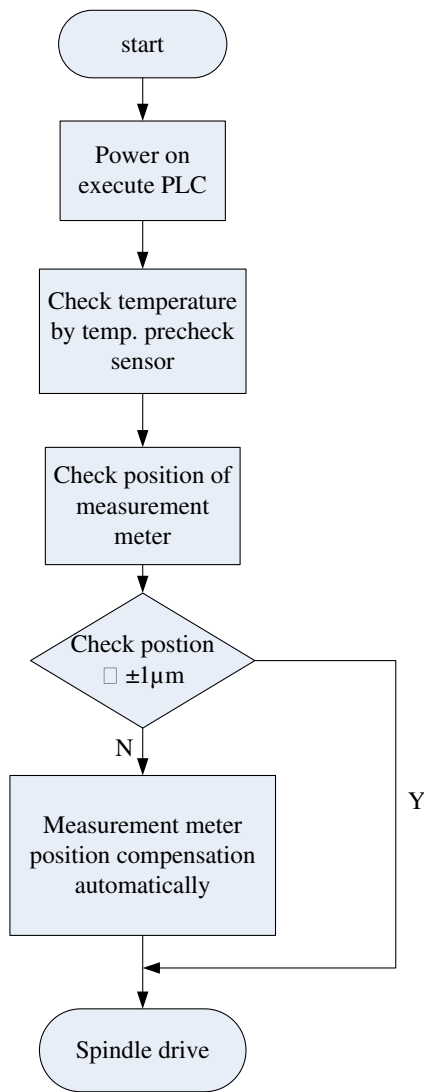 start
Power on
execute PLC
Check temperature
by temp. precheck
sensor
Check position of
measurement
meter
Check postion
□ ±1µm
N
Y
Measurement meter
position compensation
automatically
Spindle drive